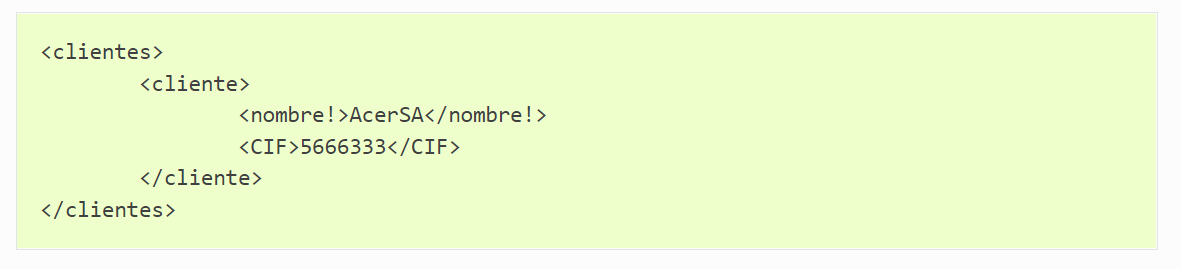 <clientes>
        <cliente>
                <nombre!>AcerSA</nombre!>
                <CIF>5666333</CIF>
        </cliente>
</clientes>